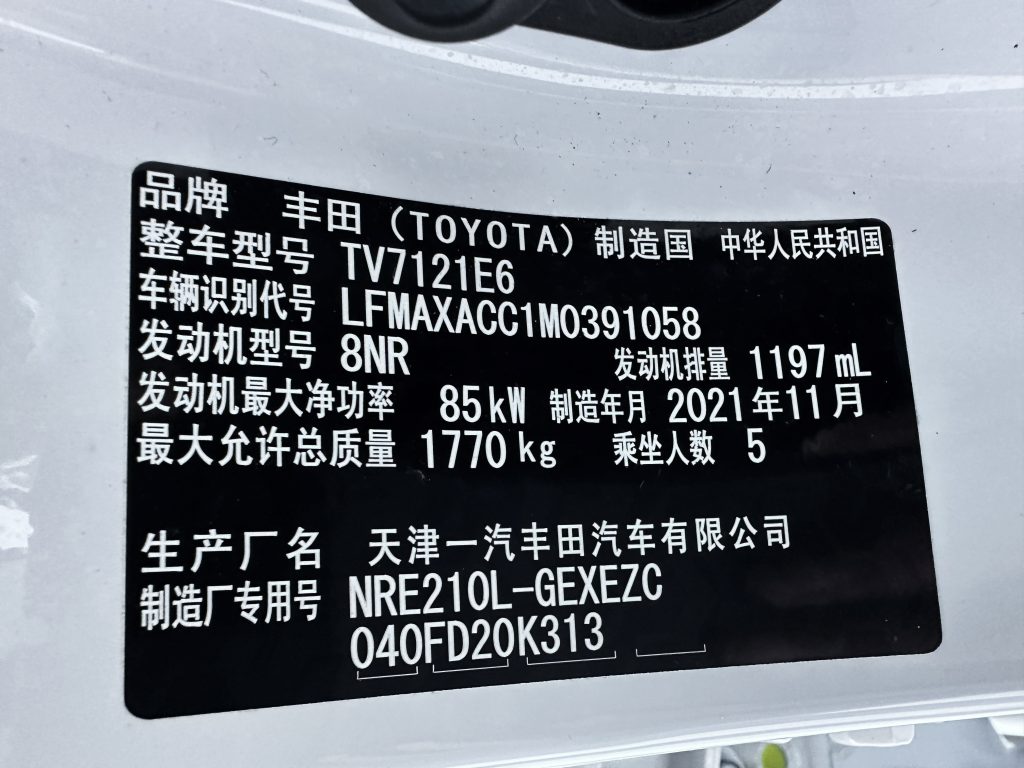 品牌 丰田（TOYOTA）制造国 中华人民共和国
整车型号 TV7121E6
车辆识别代号 LFMAXACC1M0391058
发动机型号 8NR 发动机排量 1197mL
发动机最大净功率 85kW 制造年月 2021年11月
最大允许总质量 1770kg 乘坐人数 5
生产厂名 天津一汽丰田汽车有限公司
制造厂专用号 NRE210L-GEXEZC
040FD20K313